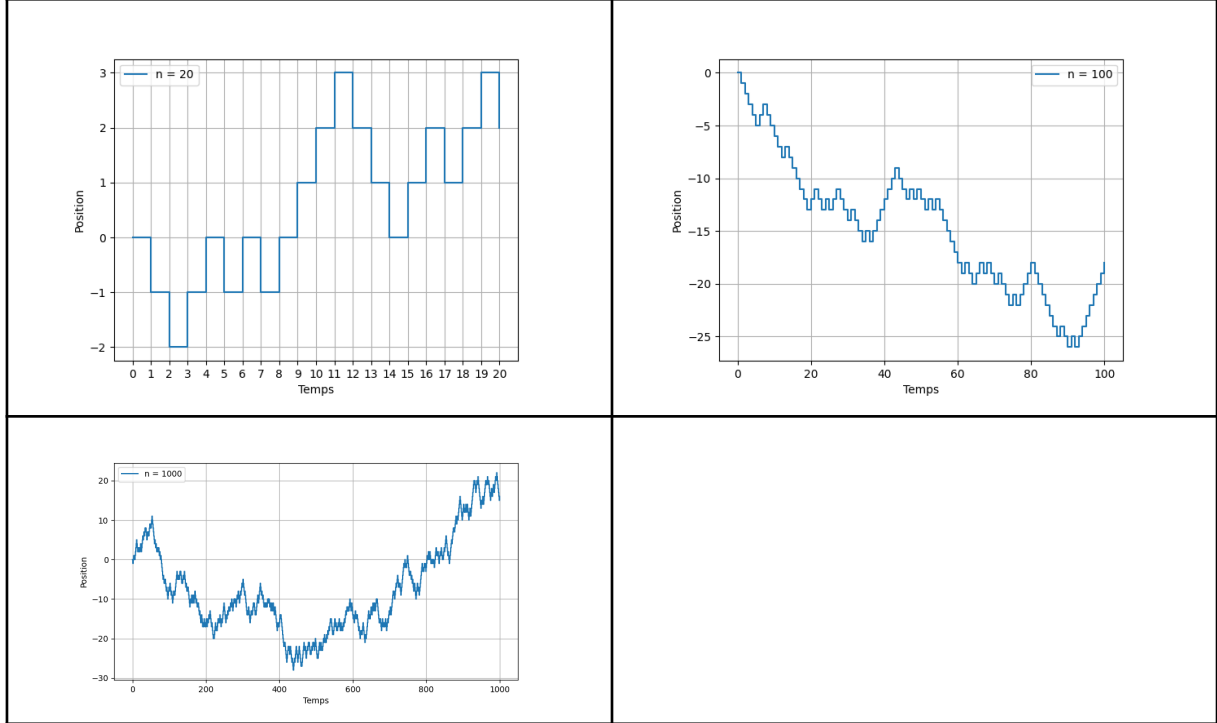 n = 20
3
2
1
0
−1
−2
Position
0 1 2 3 4 5 6 7 8 9 10 11 12 13 14 15 16 17 18 19 20
Temps
n = 100
0
−5
−10
−15
−20
−25
Position
0 20 40 60 80 100
Temps
n = 1000
20
10
0
−10
−20
−30
Position
0 200 400 600 800 1000
Temps